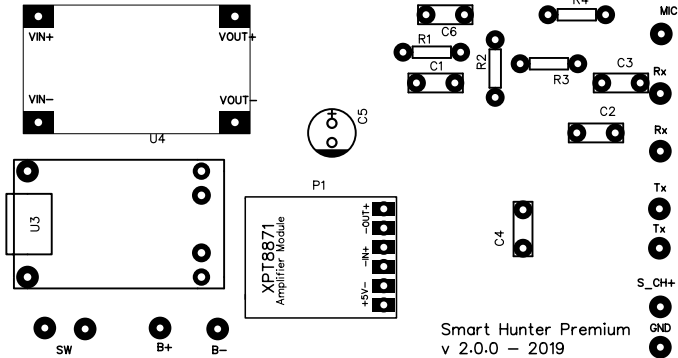 R4
MIC
VIN+
VOUT+
C6
R1
R2
C1
R3
C3
Rx
VIN-
VOUT-
C5
+
C2
Rx
U4
P1
Tx
U3
XPT8871
Amplifier Module
-OUT+
-IN+
+5V-
C4
Tx
S_CH+
SW
B+
B-
Smart Hunter Premium
v 2.0.0 - 2019
GND